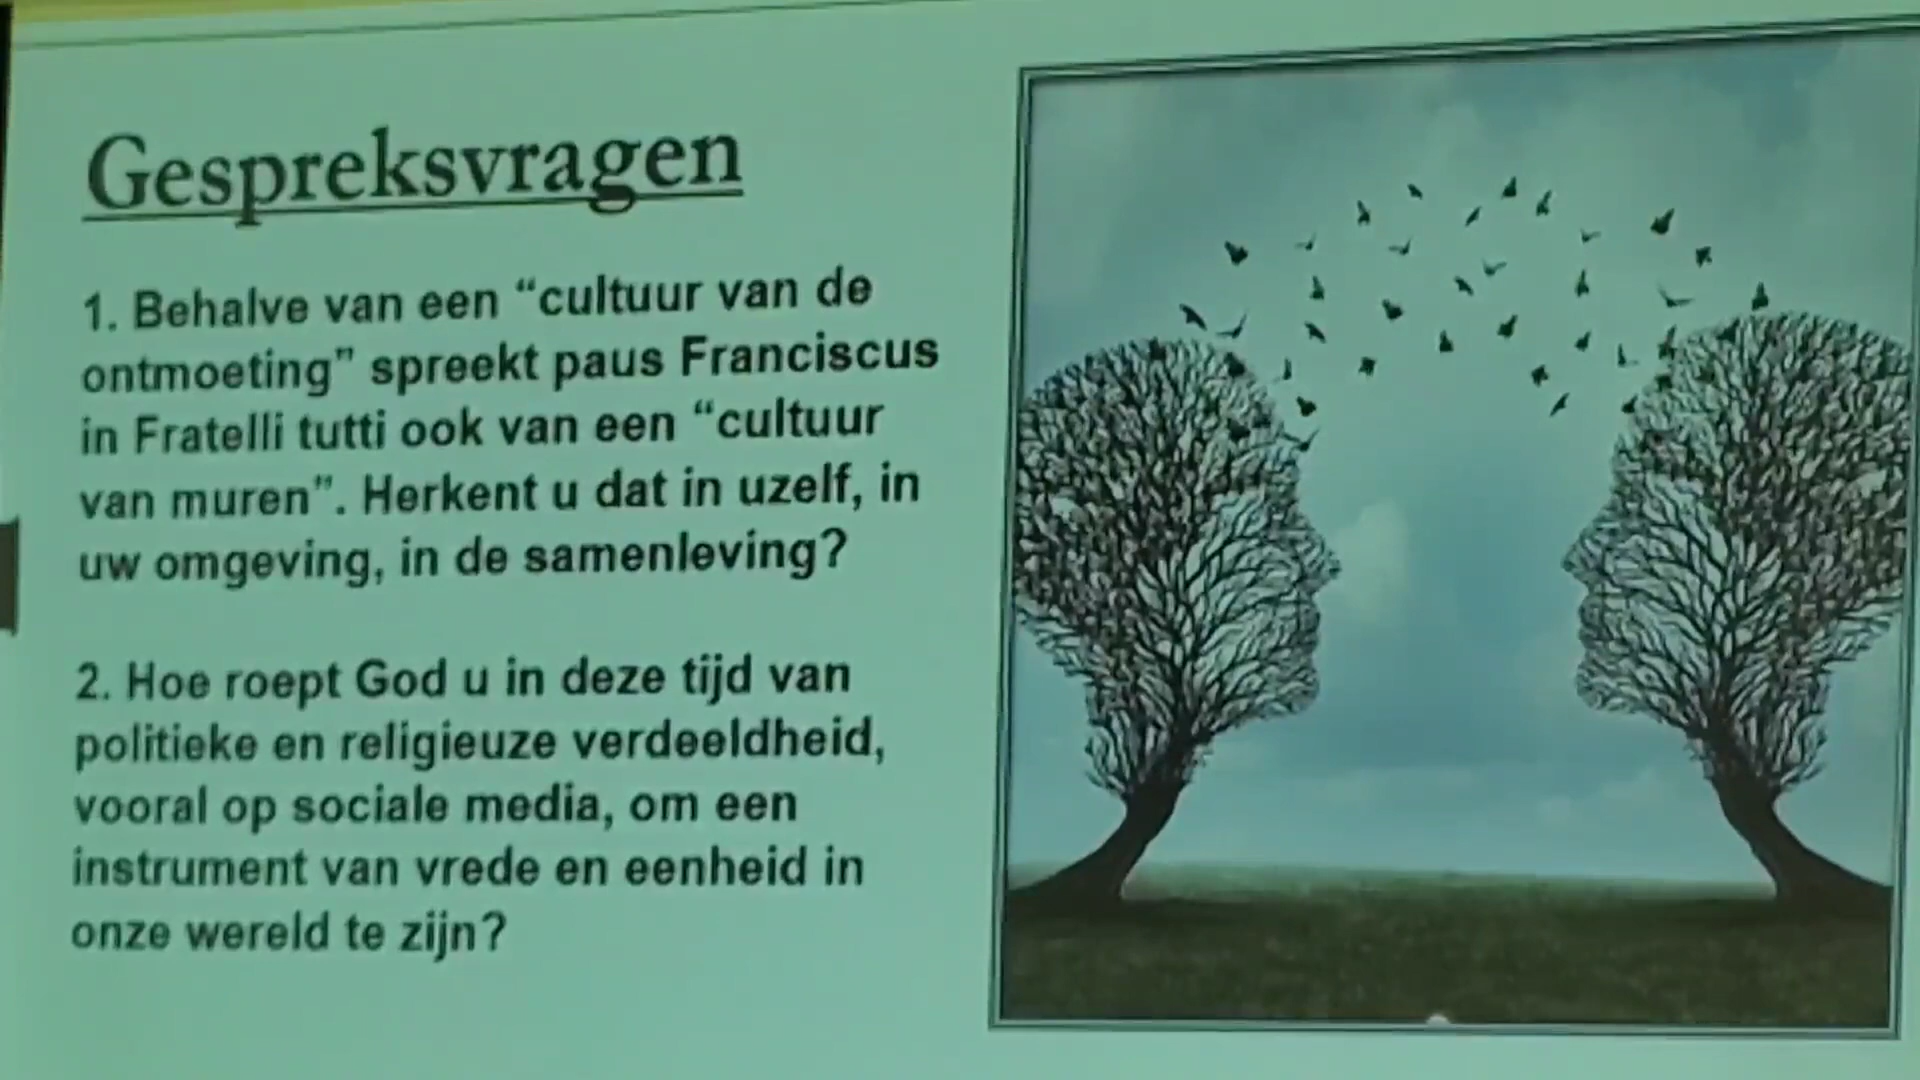 Gespreksvragen
1. Behalve van een “cultuur van de
ontmoeting” spreekt paus Franciscus
in Fratelli tutti ook van een “cultuur
van muren”. Herkent u dat in uzelf, in
uw omgeving, in de samenleving?
2. Hoe roept God u in deze tijd van
politieke en religieuze verdeeldheid,
vooral op sociale media, om een
instrument van vrede en eenheid in
onze wereld te zijn?